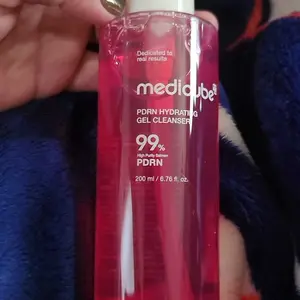 Dedicated to
real results
medicube
PDRN HYDRATING
GEL CLEANSER
99%
High Purity Salmon
PDRN
200 ml / 6.76 fl. oz.